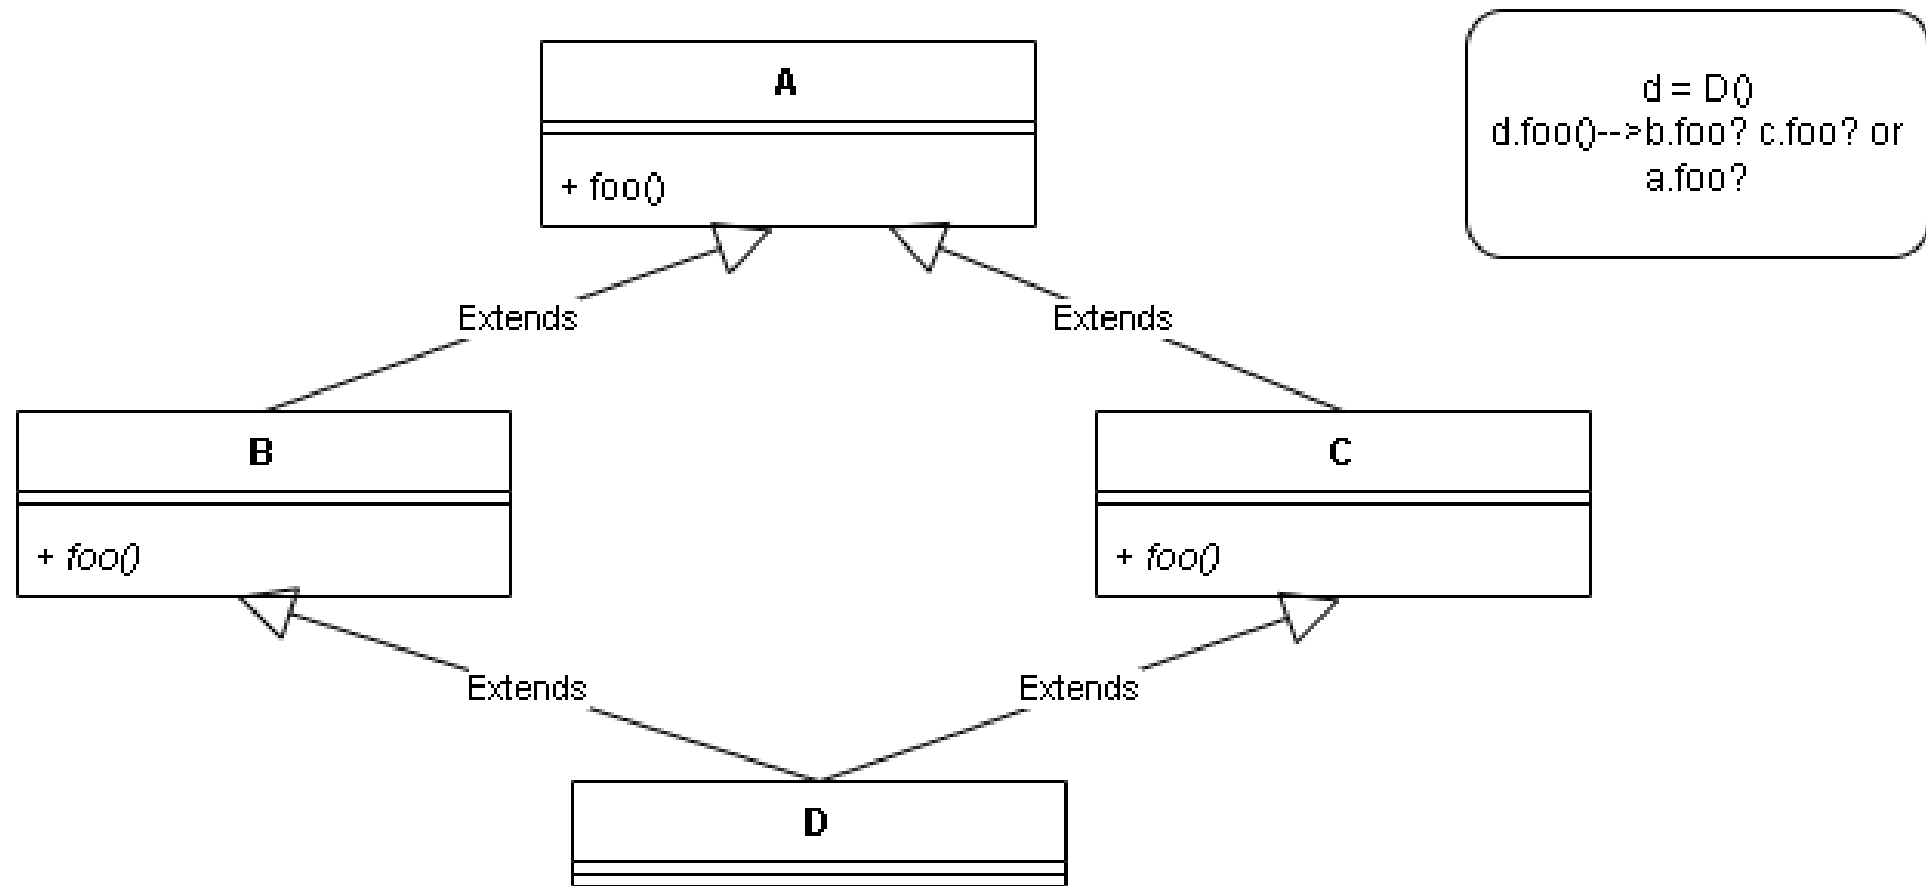 A
+ foo()
d = D()
d.foo()-->b.foo? c.foo? or
a.foo?
Extends
Extends
B
+ foo()
C
+ foo()
Extends
Extends
D